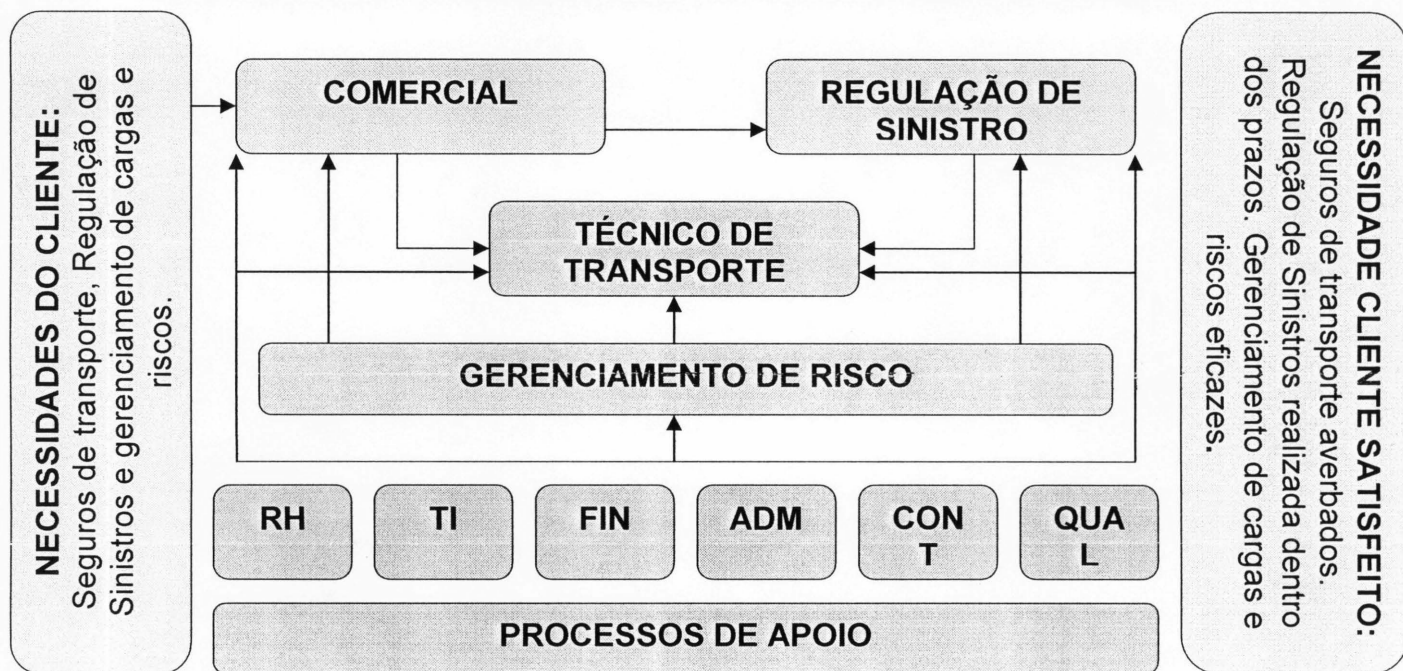 NECESSIDADES DO CLIENTE:
Seguros de transporte, Regulação de
Sinistros e gerenciamento de cargas e
riscos.
COMERCIAL
REGULAÇÃO DE
SINISTRO
TÉCNICO DE
TRANSPORTE
GERENCIAMENTO DE RISCO
RH
TI
FIN
ADM
CON
T
QUA
L
PROCESSOS DE APOIO
NECESSIDADE CLIENTE SATISFEITO:
Seguros de transporte averbados.
Regulação de Sinistros realizada dentro
dos prazos. Gerenciamento de cargas e
riscos eficazes.